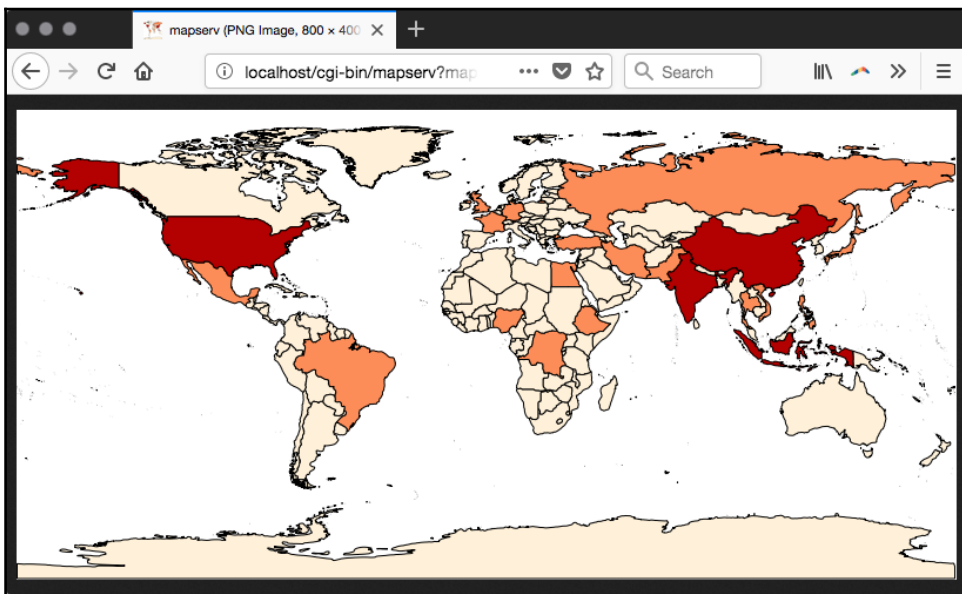 mapserv (PNG Image, 800 × 400
localhost/cgi-bin/mapserv?map
Search